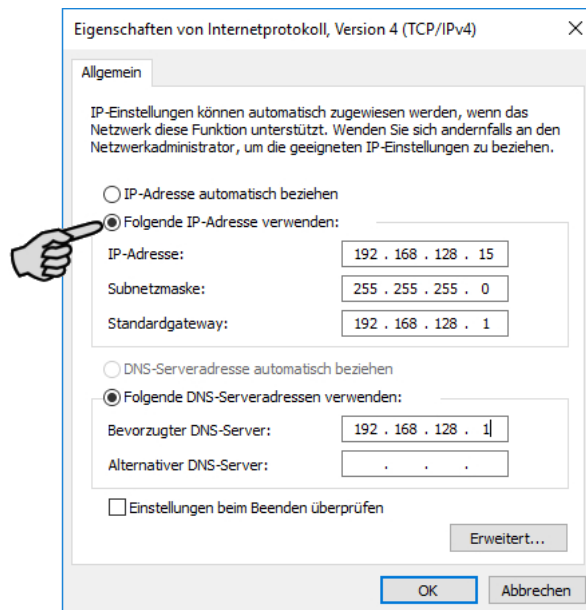 Eigenschaften von Internetprotokoll, Version 4 (TCP/IPv4)
Allgemein
IP-Einstellungen können automatisch zugewiesen werden, wenn das
Netzwerk diese Funktion unterstützt. Wenden Sie sich andernfalls an den
Netzwerkadministrator, um die geeigneten IP-Einstellungen zu beziehen.
IP-Adresse automatisch beziehen
Folgende IP-Adresse verwenden:
IP-Adresse: 192 . 168 . 128 . 15
Subnetzmaske: 255 . 255 . 255 . 0
Standardgateway: 192 . 168 . 128 . 1
DNS-Serveradresse automatisch beziehen
Folgende DNS-Serveradressen verwenden:
Bevorzugter DNS-Server: 192 . 168 . 128 . 1
Alternativer DNS-Server: . . .
Einstellungen beim Beenden überprüfen
Erweitert...
OK Abbrechen